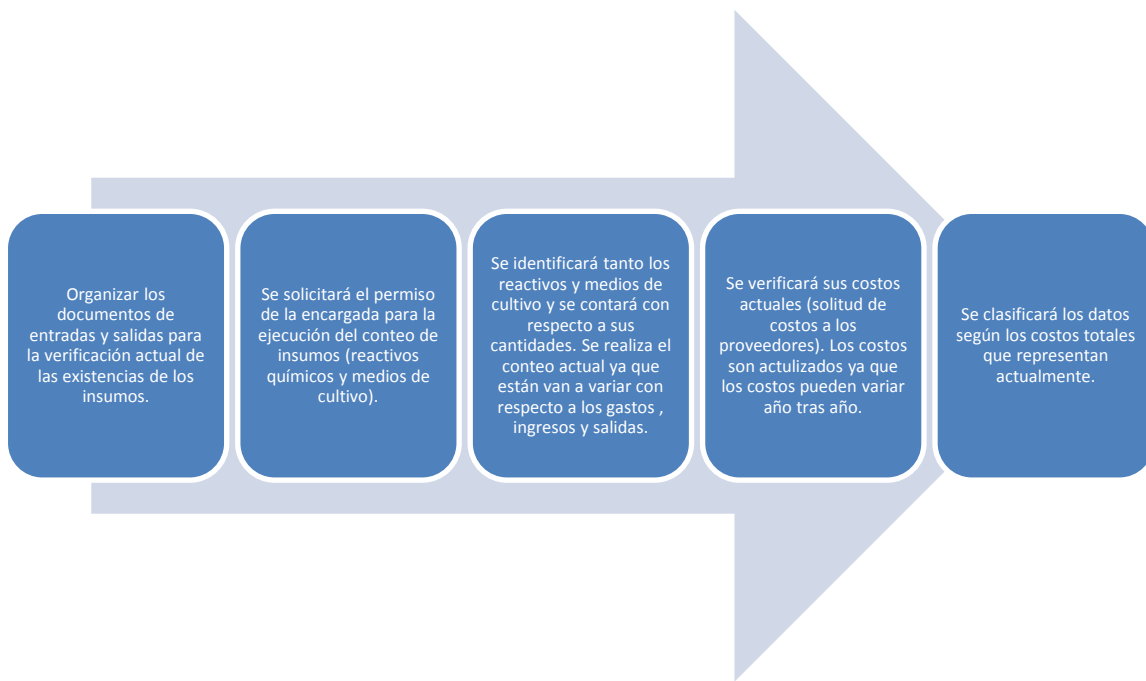 Organizar los
documentos de
entradas y salidas para
la verificación actual de
las existencias de los
insumos.
Se solicitará el permiso
de la encargada para la
ejecución del conteo de
insumos (reactivos
químicos y medios de
cultivo).
Se identificará tanto los
reactivos y medios de
cultivo y se contará con
respecto a sus
cantidades. Se realiza el
conteo actual ya que
están van a variar con
respecto a los gastos ,
ingresos y salidas.
Se verificará sus costos
actuales (solitud de
costos a los
proveedores). Los costos
son actulizados ya que
los costos pueden variar
año tras año.
Se clasificará los datos
según los costos totales
que representan
actualmente.